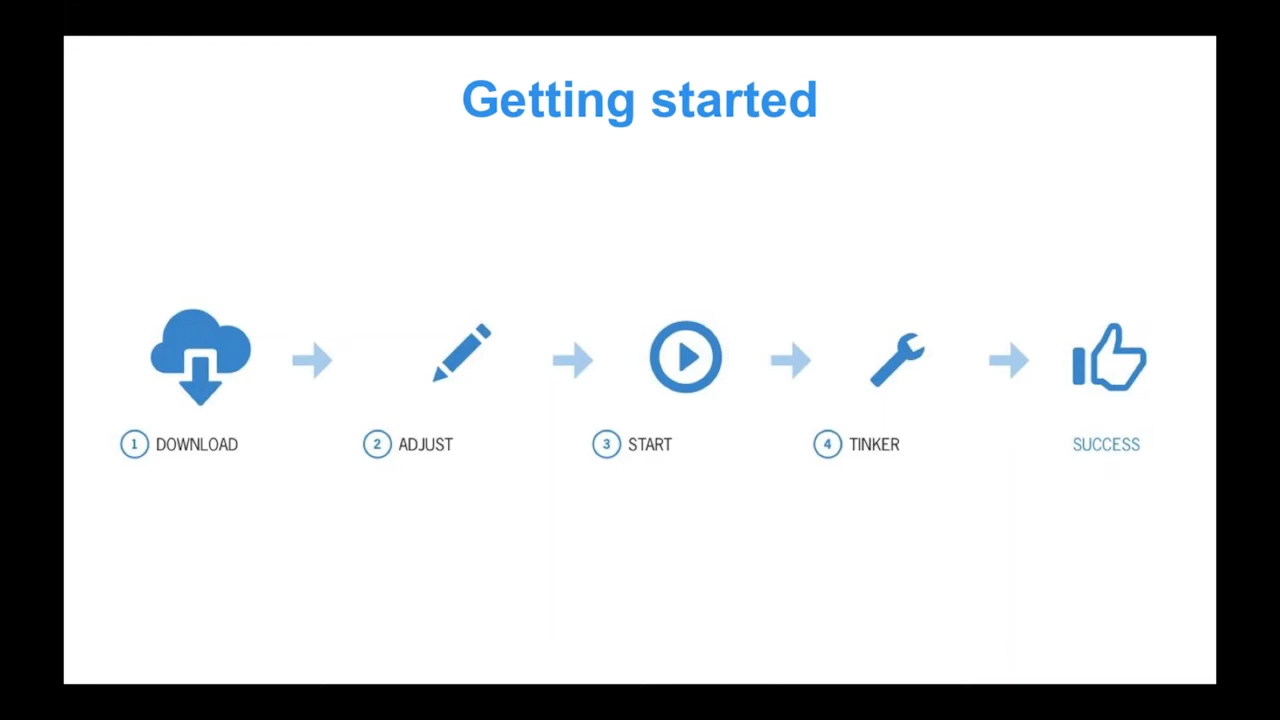 Getting started
1 DOWNLOAD
2 ADJUST
3 START
4 TINKER
SUCCESS